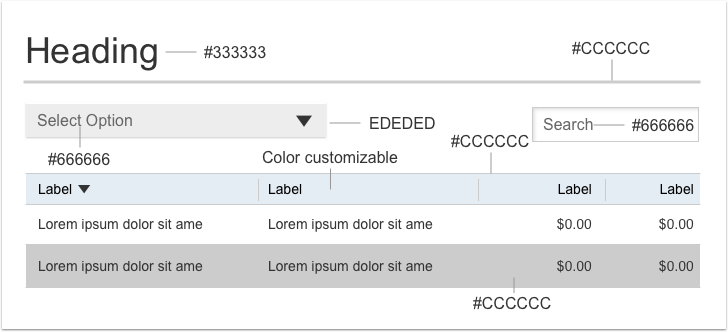 Heading #333333
#CCCCCC
Select Option
EDEDED
Search #666666
#CCCCCC
#666666
Color customizable
Label Label Label Label
Lorem ipsum dolor sit ame Lorem ipsum dolor sit ame $0.00 $0.00
Lorem ipsum dolor sit ame Lorem ipsum dolor sit ame $0.00 $0.00
#CCCCCC